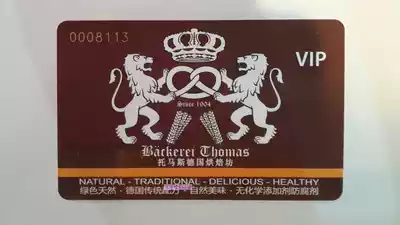 0008113
VIP
Since 1904
Bäckerei Thomas
托马斯德国烘焙坊
NATURAL - TRADITIONAL - DELICIOUS - HEALTHY
绿色天然 · 德国传统配方 · 自然美味 · 无化学添加剂防腐剂